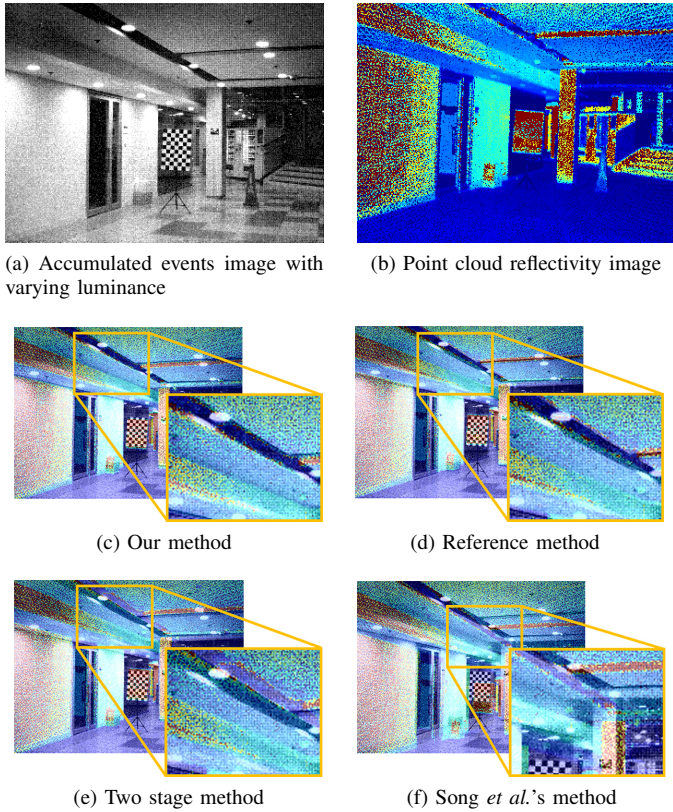 (a) Accumulated events image with
varying luminance
(b) Point cloud reflectivity image
(c) Our method
(d) Reference method
(e) Two stage method
(f) Song et al.'s method